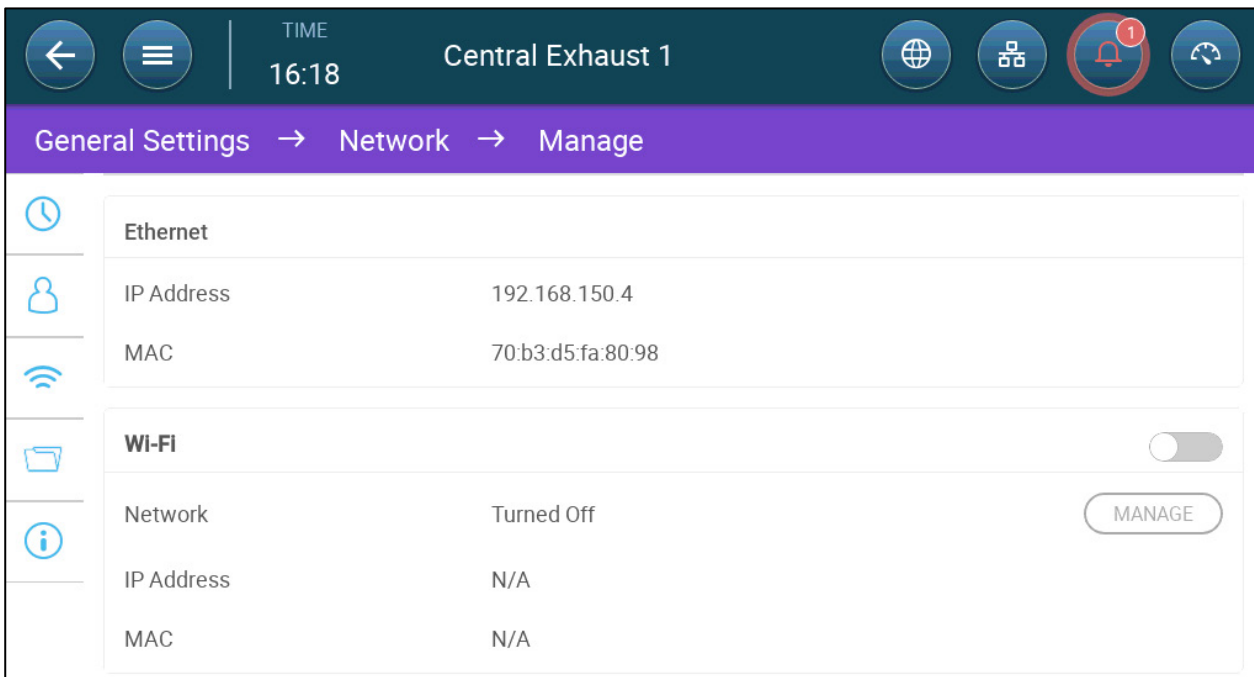 TIME
16:18
Central Exhaust 1
1
General Settings → Network → Manage
Ethernet
IP Address 192.168.150.4
MAC 70:b3:d5:fa:80:98
Wi-Fi
Network Turned Off MANAGE
IP Address N/A
MAC N/A